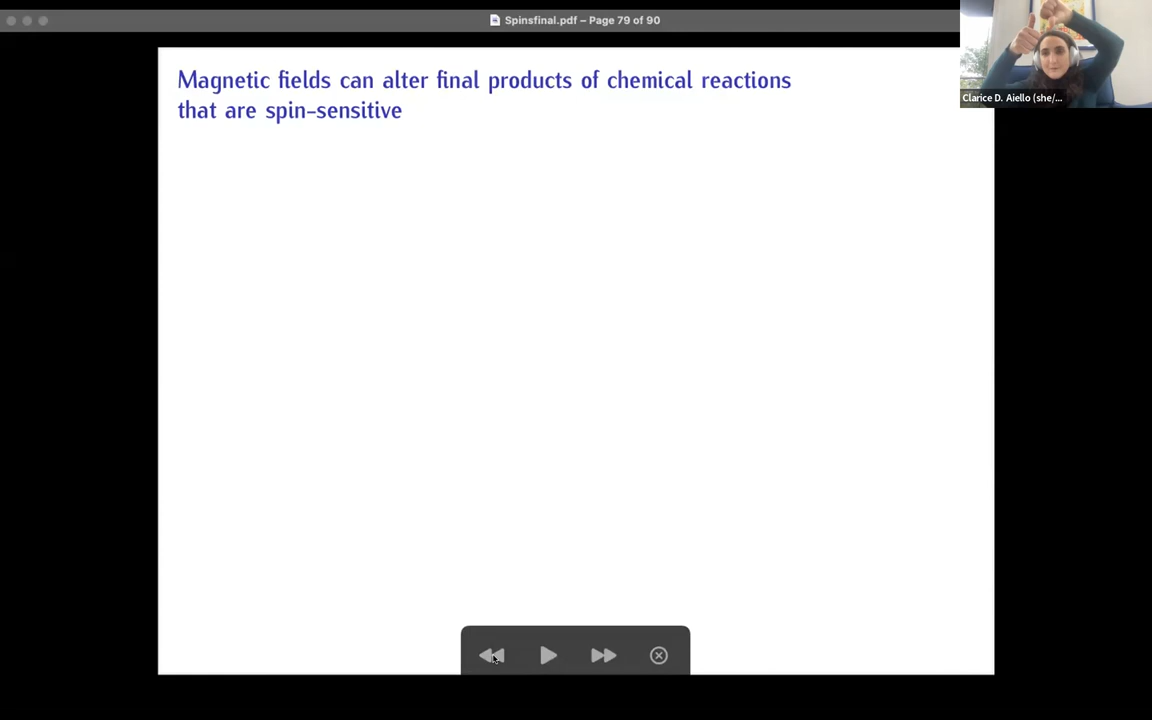 Spinsfinal.pdf – Page 79 of 90
Clarice D. Aiello (she/...
Magnetic fields can alter final products of chemical reactions
that are spin-sensitive